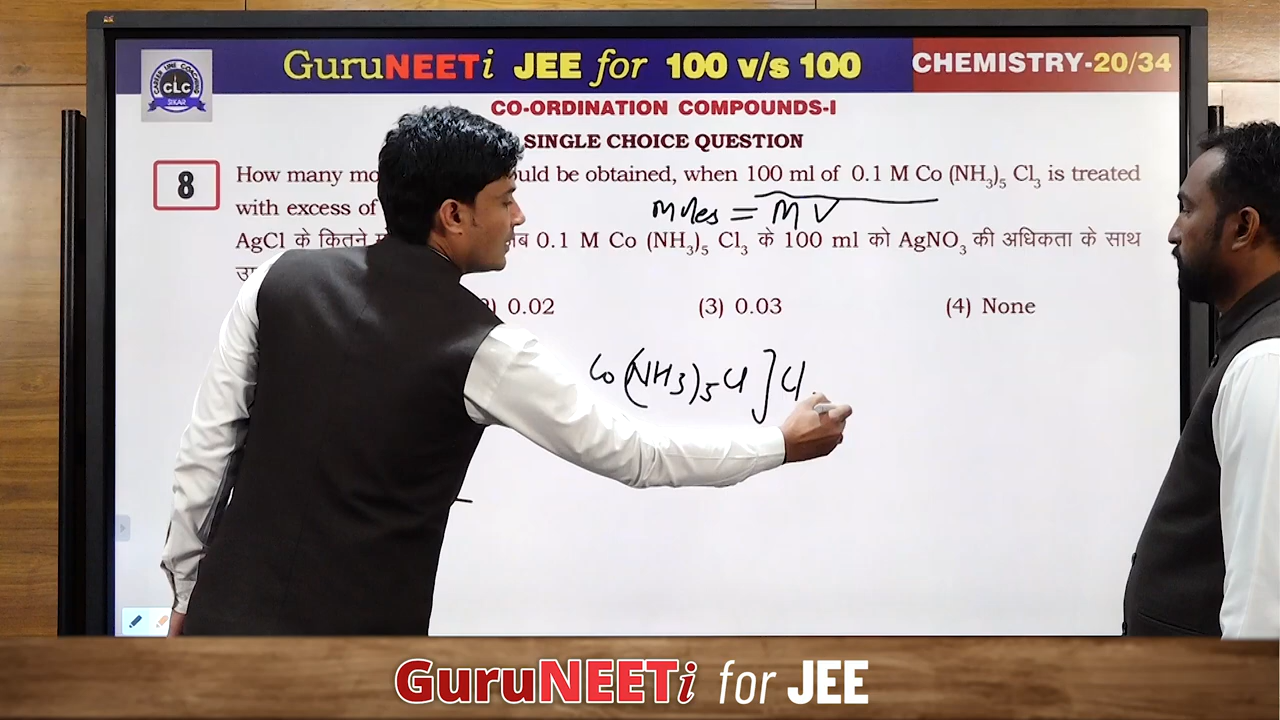 GuruNEETi JEE for 100 v/s 100
CHEMISTRY-20/34
CLC
SIKAR
CO-ORDINATION COMPOUNDS-I
SINGLE CHOICE QUESTION
8
How many be obtained, when 100 ml of 0.1 M Co (NH₃)₅ Cl₃ is treated
with excess of
moles = M V
AgCl के कितने 0.1 M Co (NH₃)₅ Cl₃ के 100 ml को AgNO₃ की अधिकता के साथ
0.02 (3) 0.03 (4) None
Co(NH3)5Cl]Cl
GuruNEETi for JEE